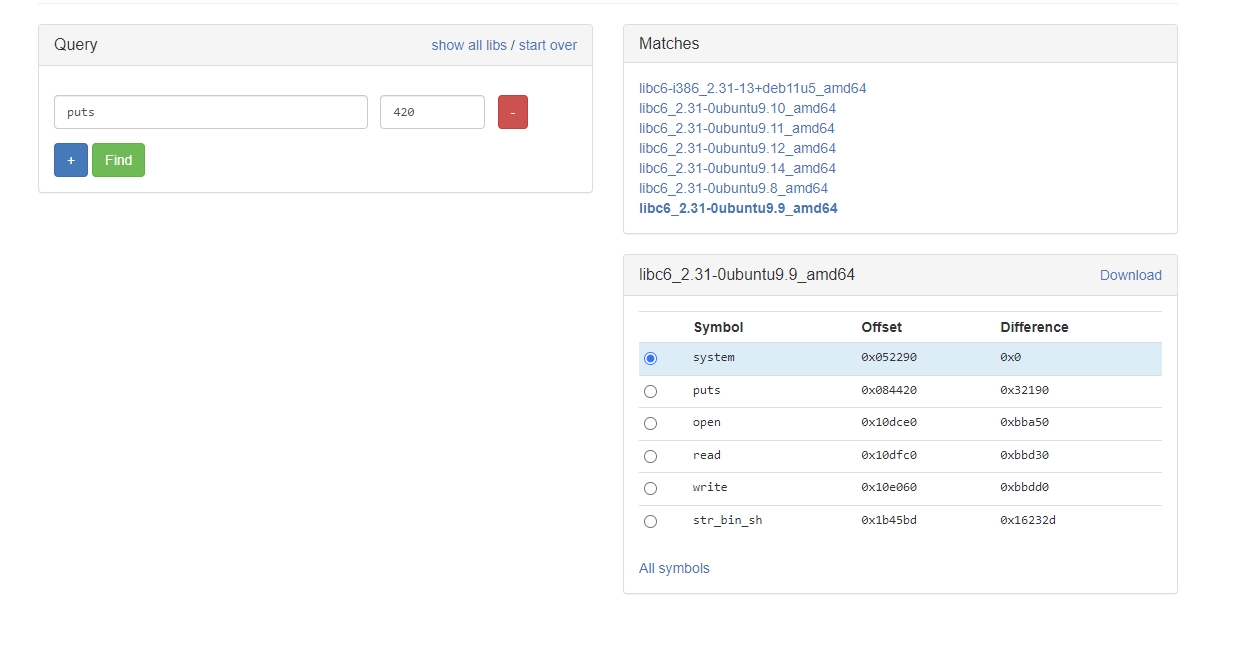 Query show all libs / start over
puts 420 -
+ Find
Matches
libc6-i386_2.31-13+deb11u5_amd64
libc6_2.31-0ubuntu9.10_amd64
libc6_2.31-0ubuntu9.11_amd64
libc6_2.31-0ubuntu9.12_amd64
libc6_2.31-0ubuntu9.14_amd64
libc6_2.31-0ubuntu9.8_amd64
libc6_2.31-0ubuntu9.9_amd64
libc6_2.31-0ubuntu9.9_amd64 Download
Symbol Offset Difference
system 0x052290 0x0
puts 0x084420 0x32190
open 0x10dce0 0xbba50
read 0x10dfc0 0xbbd30
write 0x10e060 0xbbdd0
str_bin_sh 0x1b45bd 0x16232d
All symbols